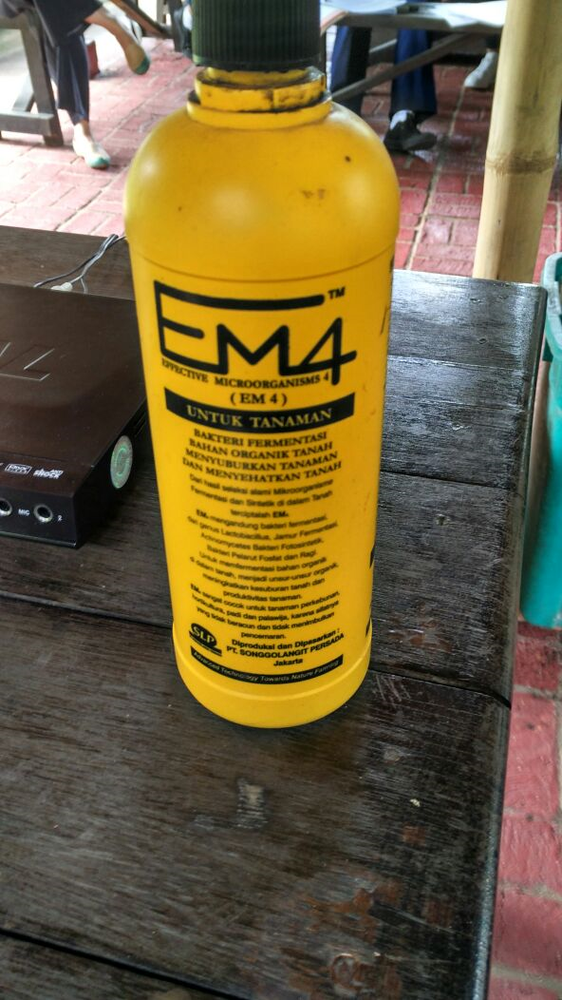 EM4™
EFFECTIVE MICROORGANISMS 4
( EM 4 )
UNTUK TANAMAN
BAKTERI FERMENTASI
BAHAN ORGANIK TANAH
MENYUBURKAN TANAMAN
DAN MENYEHATKAN TANAH
Dari hasil seleksi alami Mikroorganisme
Fermentasi dan Sintetik di dalam Tanah
terciptalah EM4
EM4 mengandung bakteri fermentasi,
dari genus Lactobacillus, Jamur Fermentasi,
Actinomycetes Bakteri Fotosintetik,
Bakteri Pelarut Fosfat dan Ragi
Untuk memfermentasi bahan organik
di dalam tanah, menjadi unsur-unsur organik,
meningkatkan kesuburan tanah dan
produktivitas tanaman.
EM4 sangat cocok untuk tanaman perkebunan,
hortikultura, padi dan palawija, karena sifatnya
yang tidak beracun dan tidak menimbulkan
pencemaran.
SLP
Diproduksi dan Dipasarkan :
PT. SONGGOLANGIT PERSADA
Jakarta
Advanced Technology Towards Nature Farming
shock
MIC
2